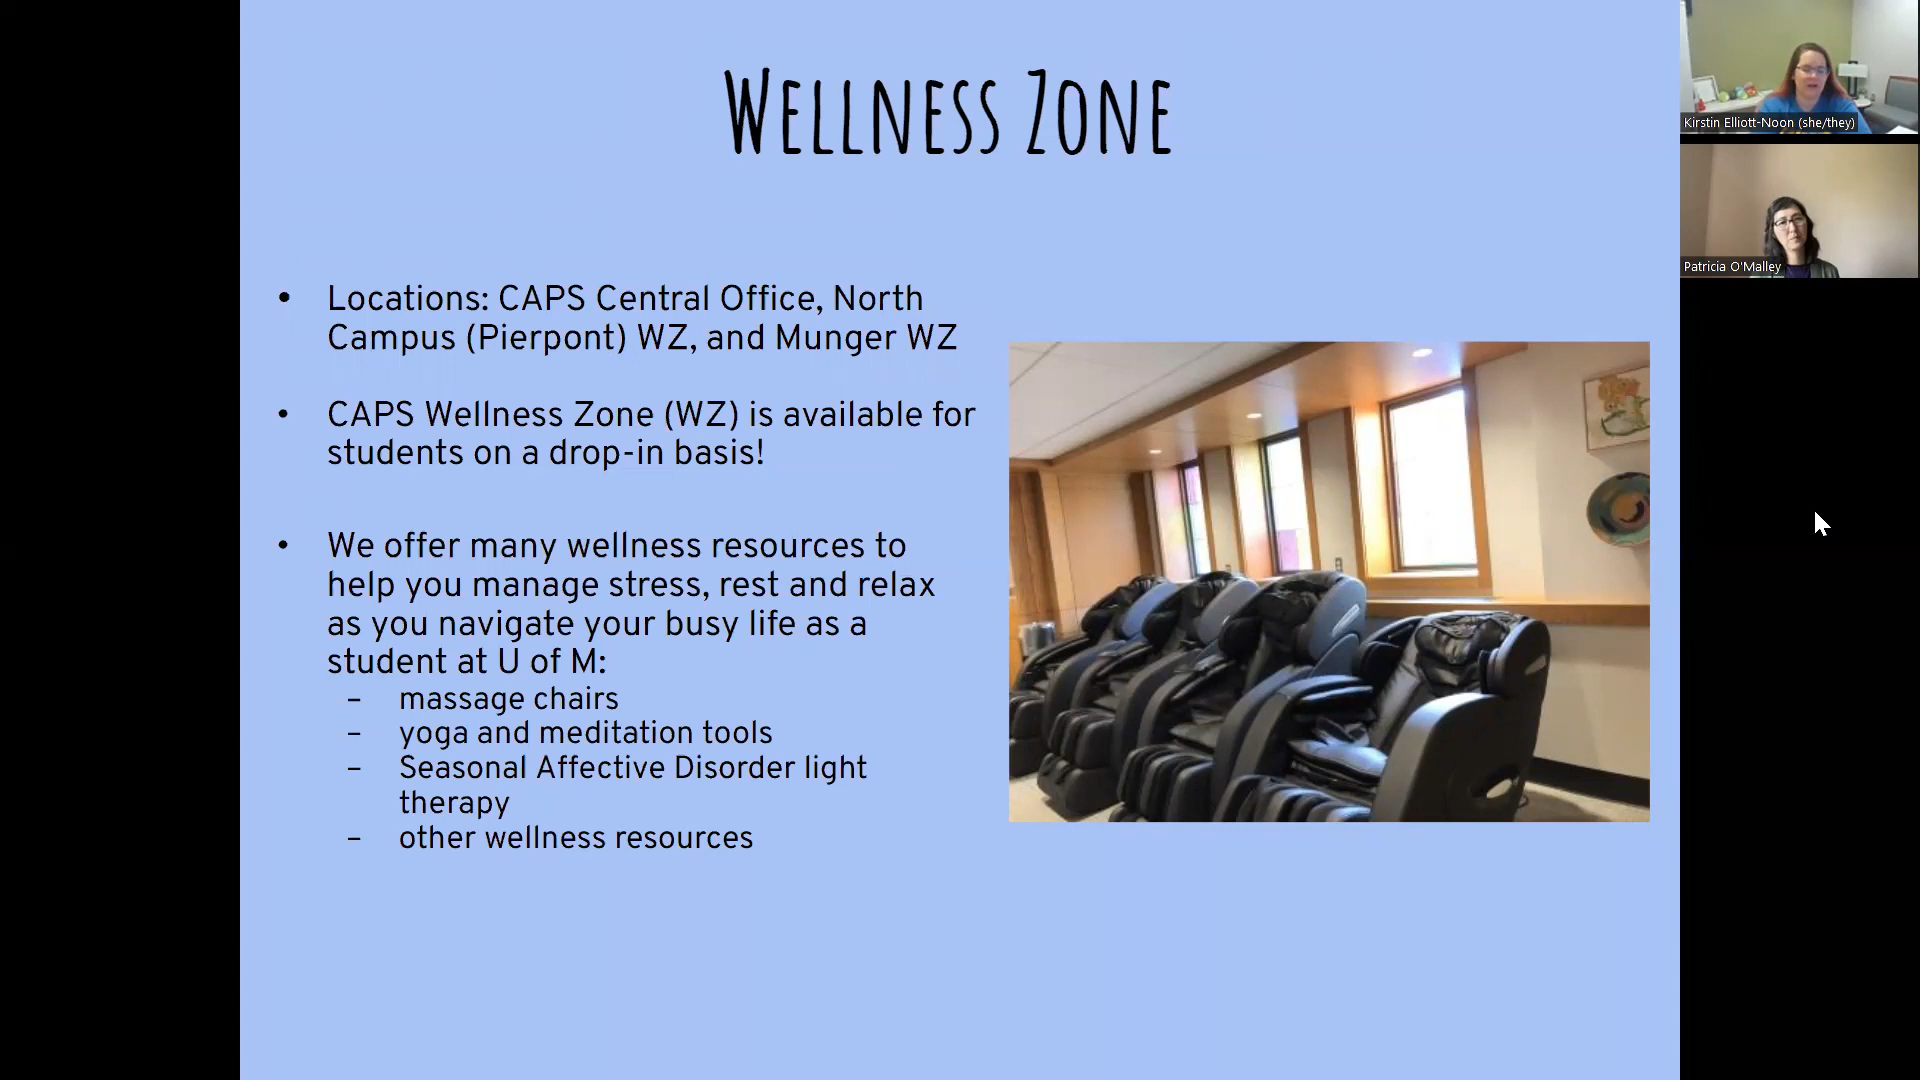 WELLNESS ZONE
• Locations: CAPS Central Office, North
Campus (Pierpont) WZ, and Munger WZ
• CAPS Wellness Zone (WZ) is available for
students on a drop-in basis!
• We offer many wellness resources to
help you manage stress, rest and relax
as you navigate your busy life as a
student at U of M:
– massage chairs
– yoga and meditation tools
– Seasonal Affective Disorder light
therapy
– other wellness resources
Kirstin Elliott-Noon (she/they)
Patricia O'Malley